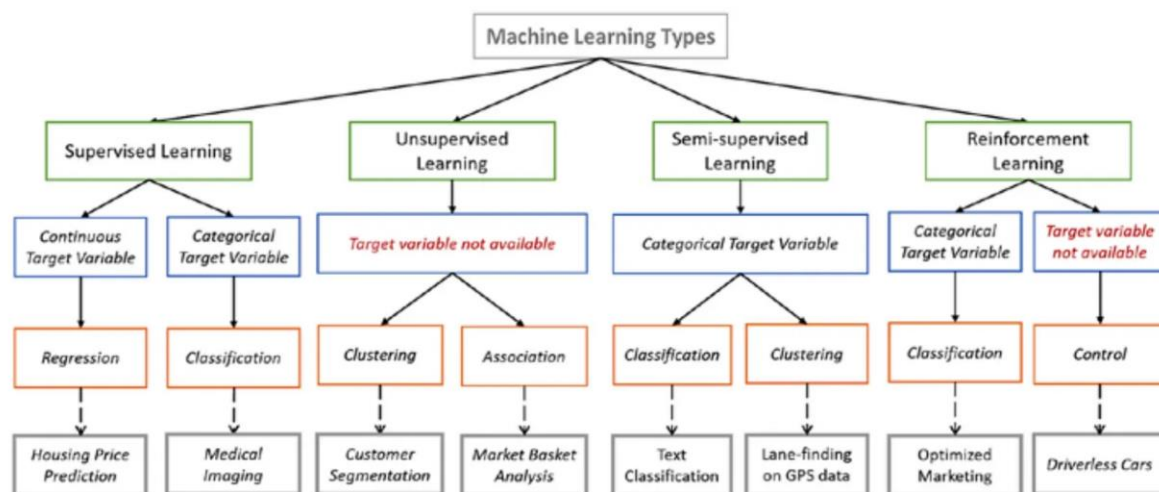 Machine Learning Types
Supervised Learning
Unsupervised
Learning
Semi-supervised
Learning
Reinforcement
Learning
Continuous
Target Variable
Categorical
Target Variable
Target variable not available
Categorical Target Variable
Categorical
Target Variable
Target variable
not available
Regression
Classification
Clustering
Association
Classification
Clustering
Classification
Control
Housing Price
Prediction
Medical
Imaging
Customer
Segmentation
Market Basket
Analysis
Text
Classification
Lane-finding
on GPS data
Optimized
Marketing
Driverless Cars